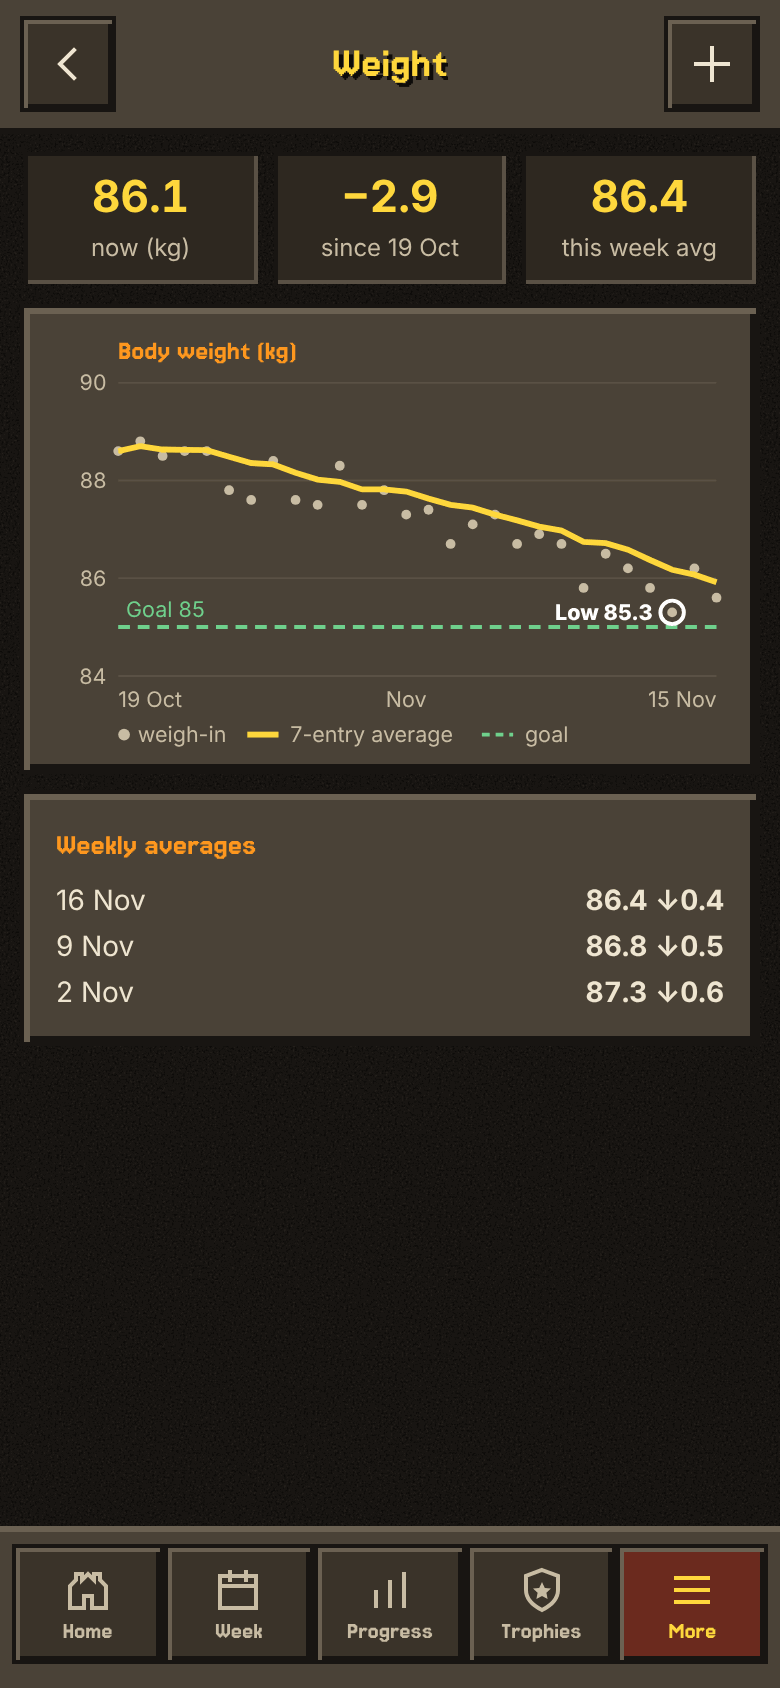 Weight
86.1
now (kg)
−2.9
since 19 Oct
86.4
this week avg
Body weight (kg)
90
88
86
84
Goal 85
Low 85.3
19 Oct Nov 15 Nov
weigh-in 7-entry average goal
Weekly averages
16 Nov 86.4 ↓0.4
9 Nov 86.8 ↓0.5
2 Nov 87.3 ↓0.6
Home Week Progress Trophies More